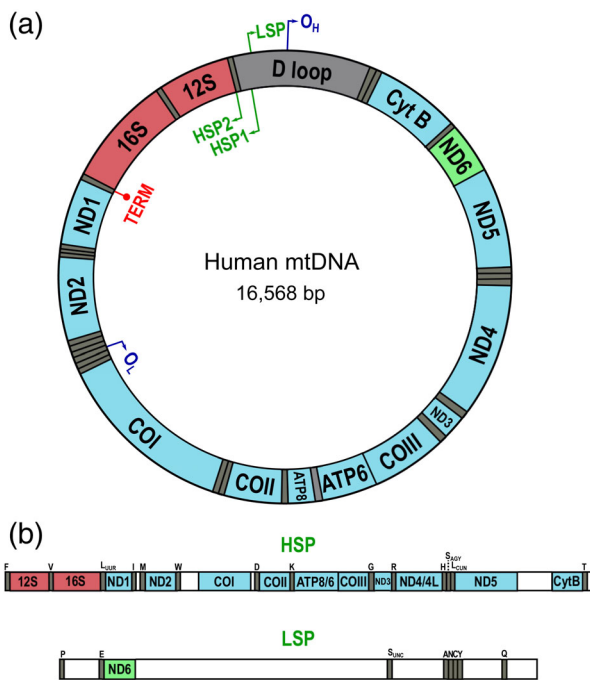 (a)
LSP
O_H
D loop
12S
16S
Cyt B
ND6
HSP2
HSP1
TERM
ND1
ND5
Human mtDNA
16,568 bp
ND2
ND4
O_L
ND3
COI
COIII
COII
ATP8
ATP6
(b)
HSP
F V L_UUR I M W D K G R H S_AGY L_CUN T
12S 16S ND1 ND2 COI COII ATP8/6 COIII ND3 ND4/4L ND5 CytB
LSP
P E S_UNC ANCY Q
ND6